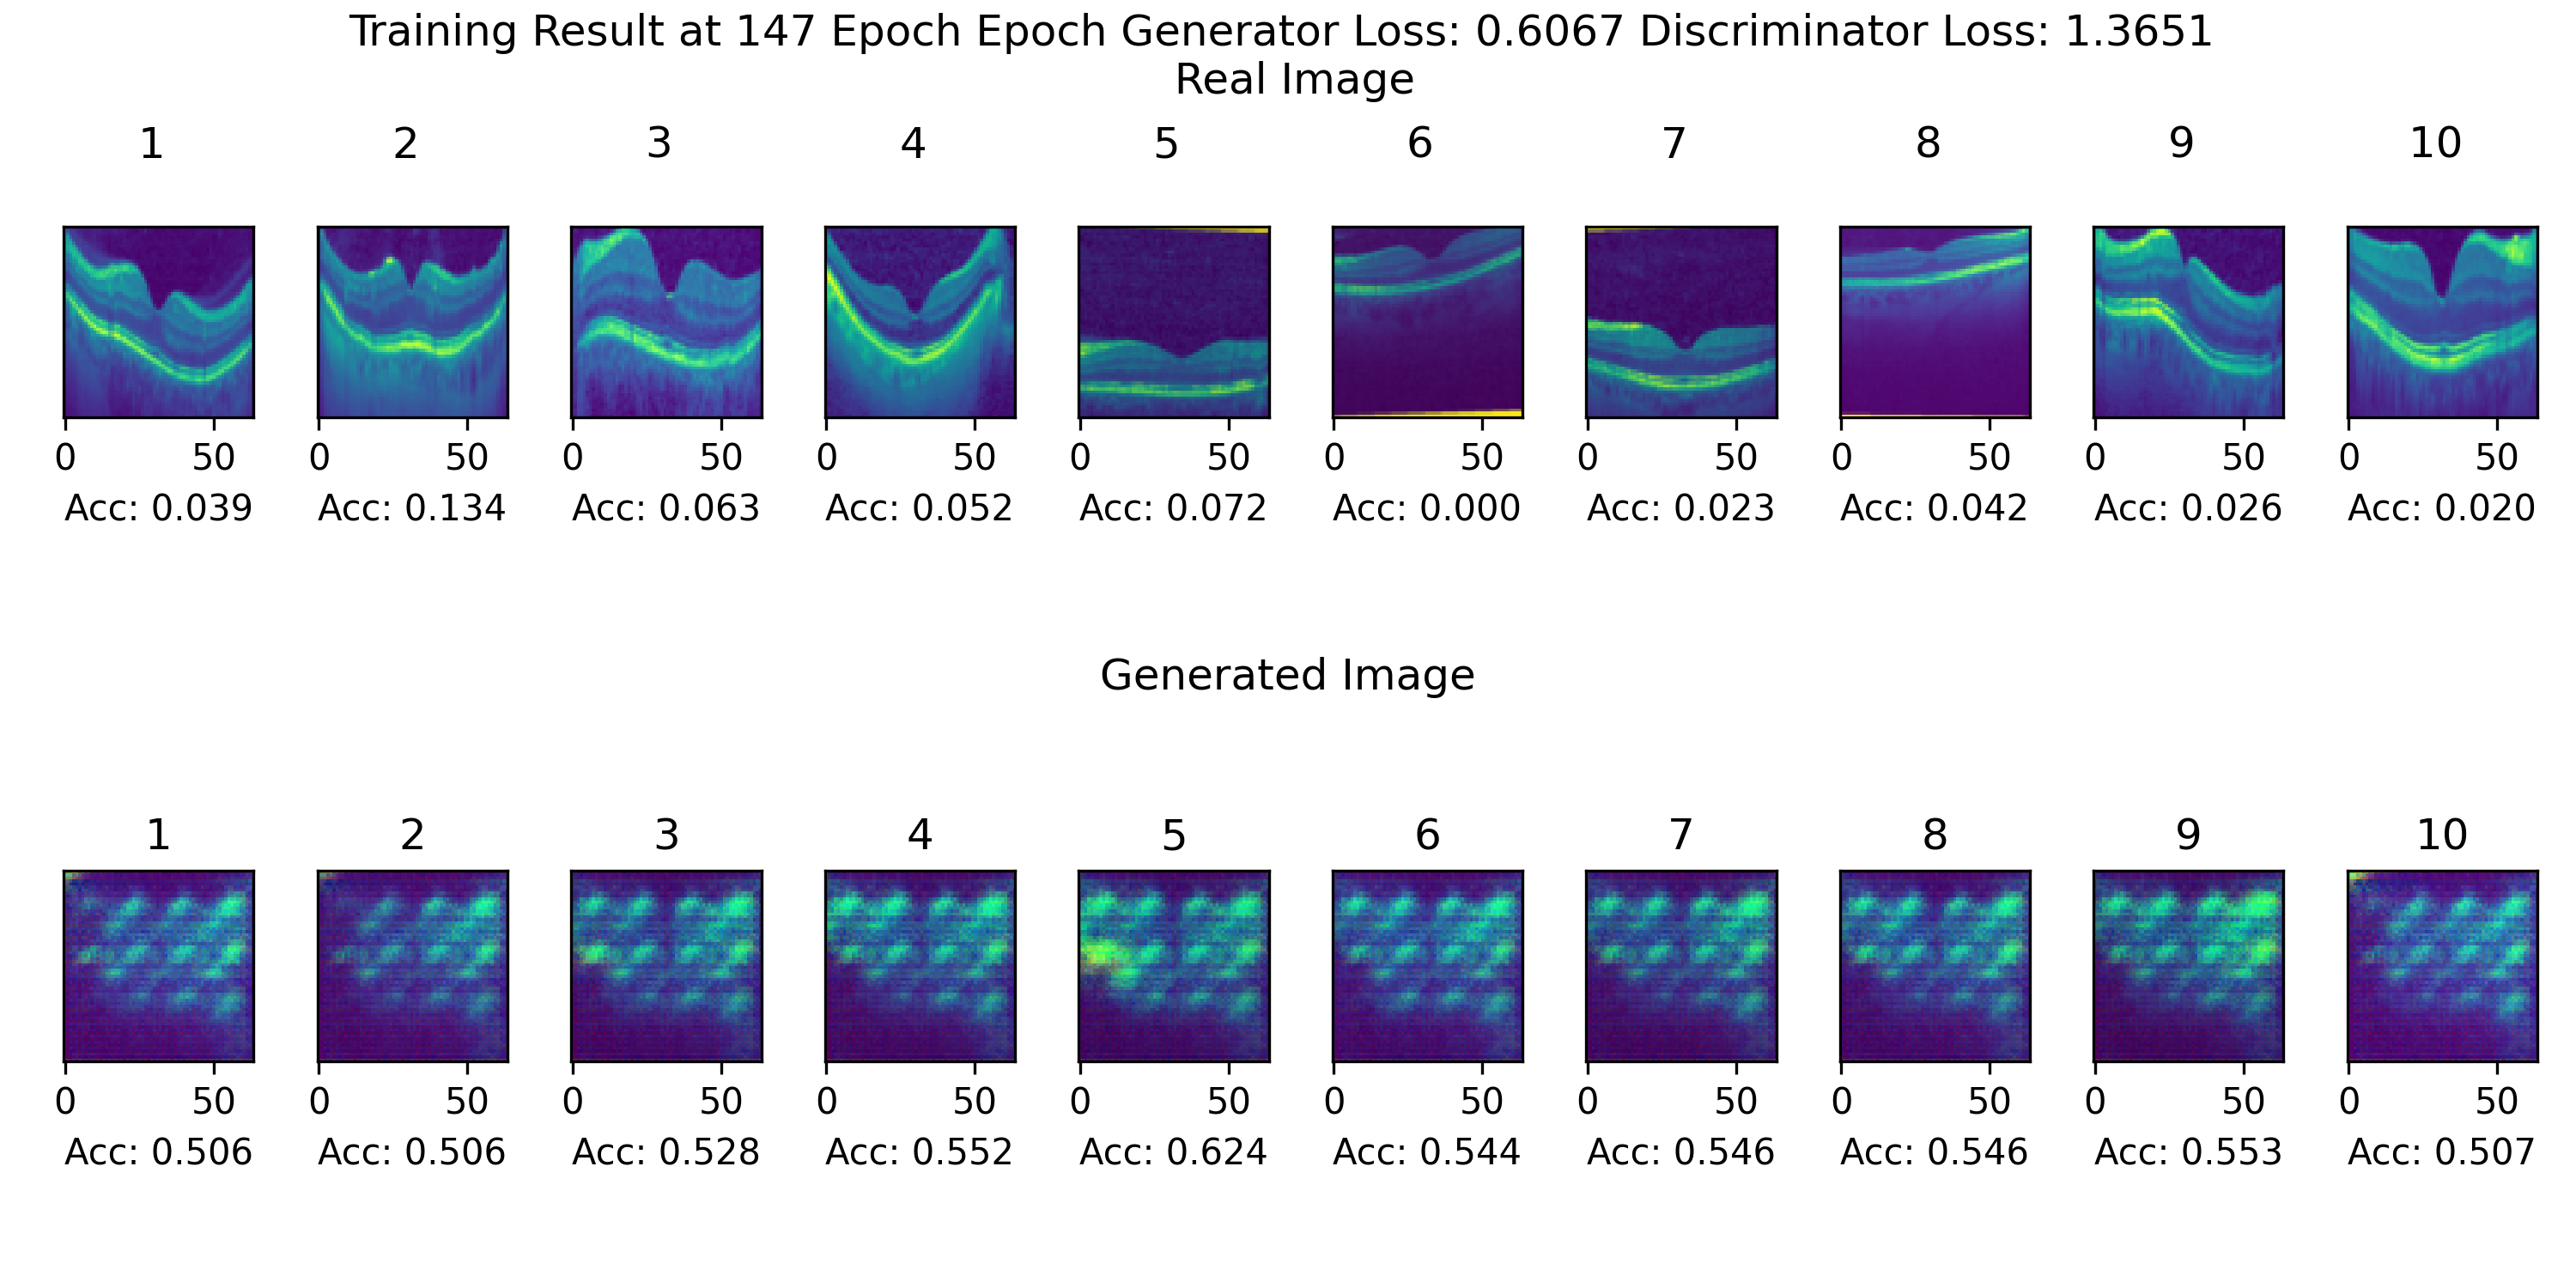 Training Result at 147 Epoch Epoch Generator Loss: 0.6067 Discriminator Loss: 1.3651
Real Image
1 2 3 4 5 6 7 8 9 10
0 50 0 50 0 50 0 50 0 50 0 50 0 50 0 50 0 50 0 50
Acc: 0.039 Acc: 0.134 Acc: 0.063 Acc: 0.052 Acc: 0.072 Acc: 0.000 Acc: 0.023 Acc: 0.042 Acc: 0.026 Acc: 0.020
Generated Image
1 2 3 4 5 6 7 8 9 10
0 50 0 50 0 50 0 50 0 50 0 50 0 50 0 50 0 50 0 50
Acc: 0.506 Acc: 0.506 Acc: 0.528 Acc: 0.552 Acc: 0.624 Acc: 0.544 Acc: 0.546 Acc: 0.546 Acc: 0.553 Acc: 0.507